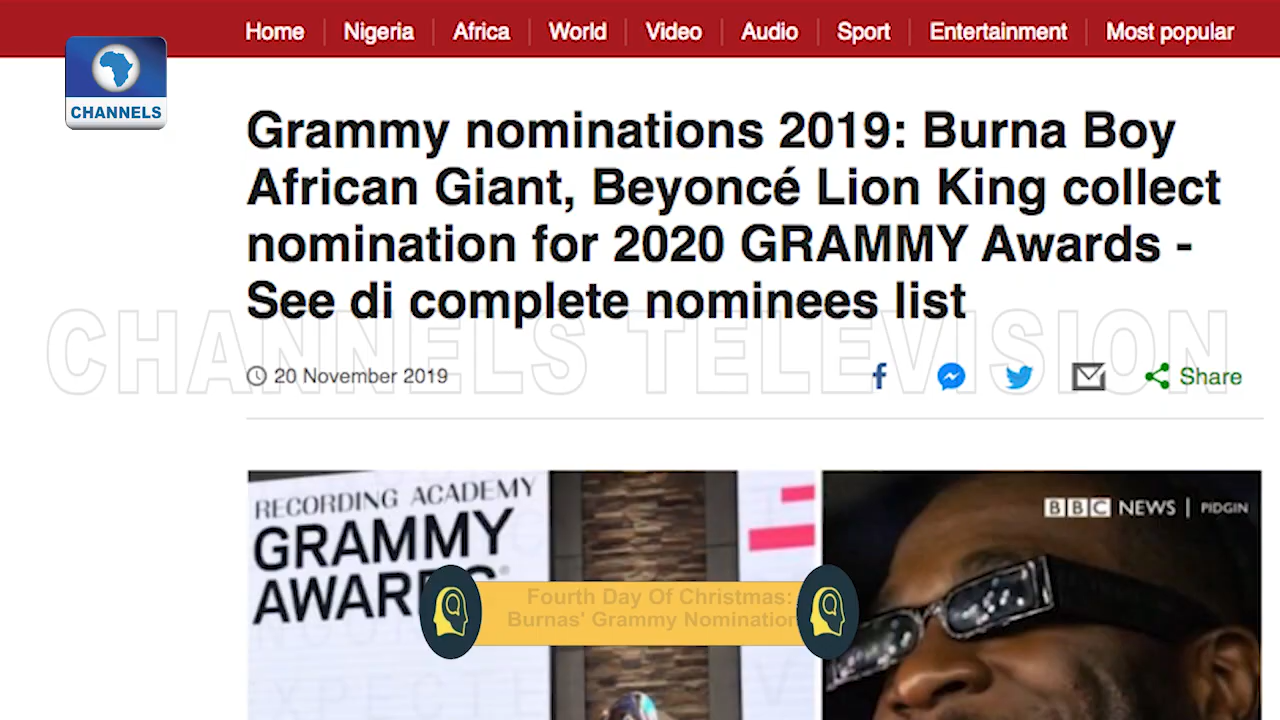 Home Nigeria Africa World Video Audio Sport Entertainment Most popular
CHANNELS
Grammy nominations 2019: Burna Boy
African Giant, Beyoncé Lion King collect
nomination for 2020 GRAMMY Awards -
See di complete nominees list
CHANNELS TELEVISION
20 November 2019
f
Share
RECORDING ACADEMY
GRAMMY
AWARDS®
BBC NEWS | PIDGIN
Fourth Day Of Christmas:
Burnas' Grammy Nomination